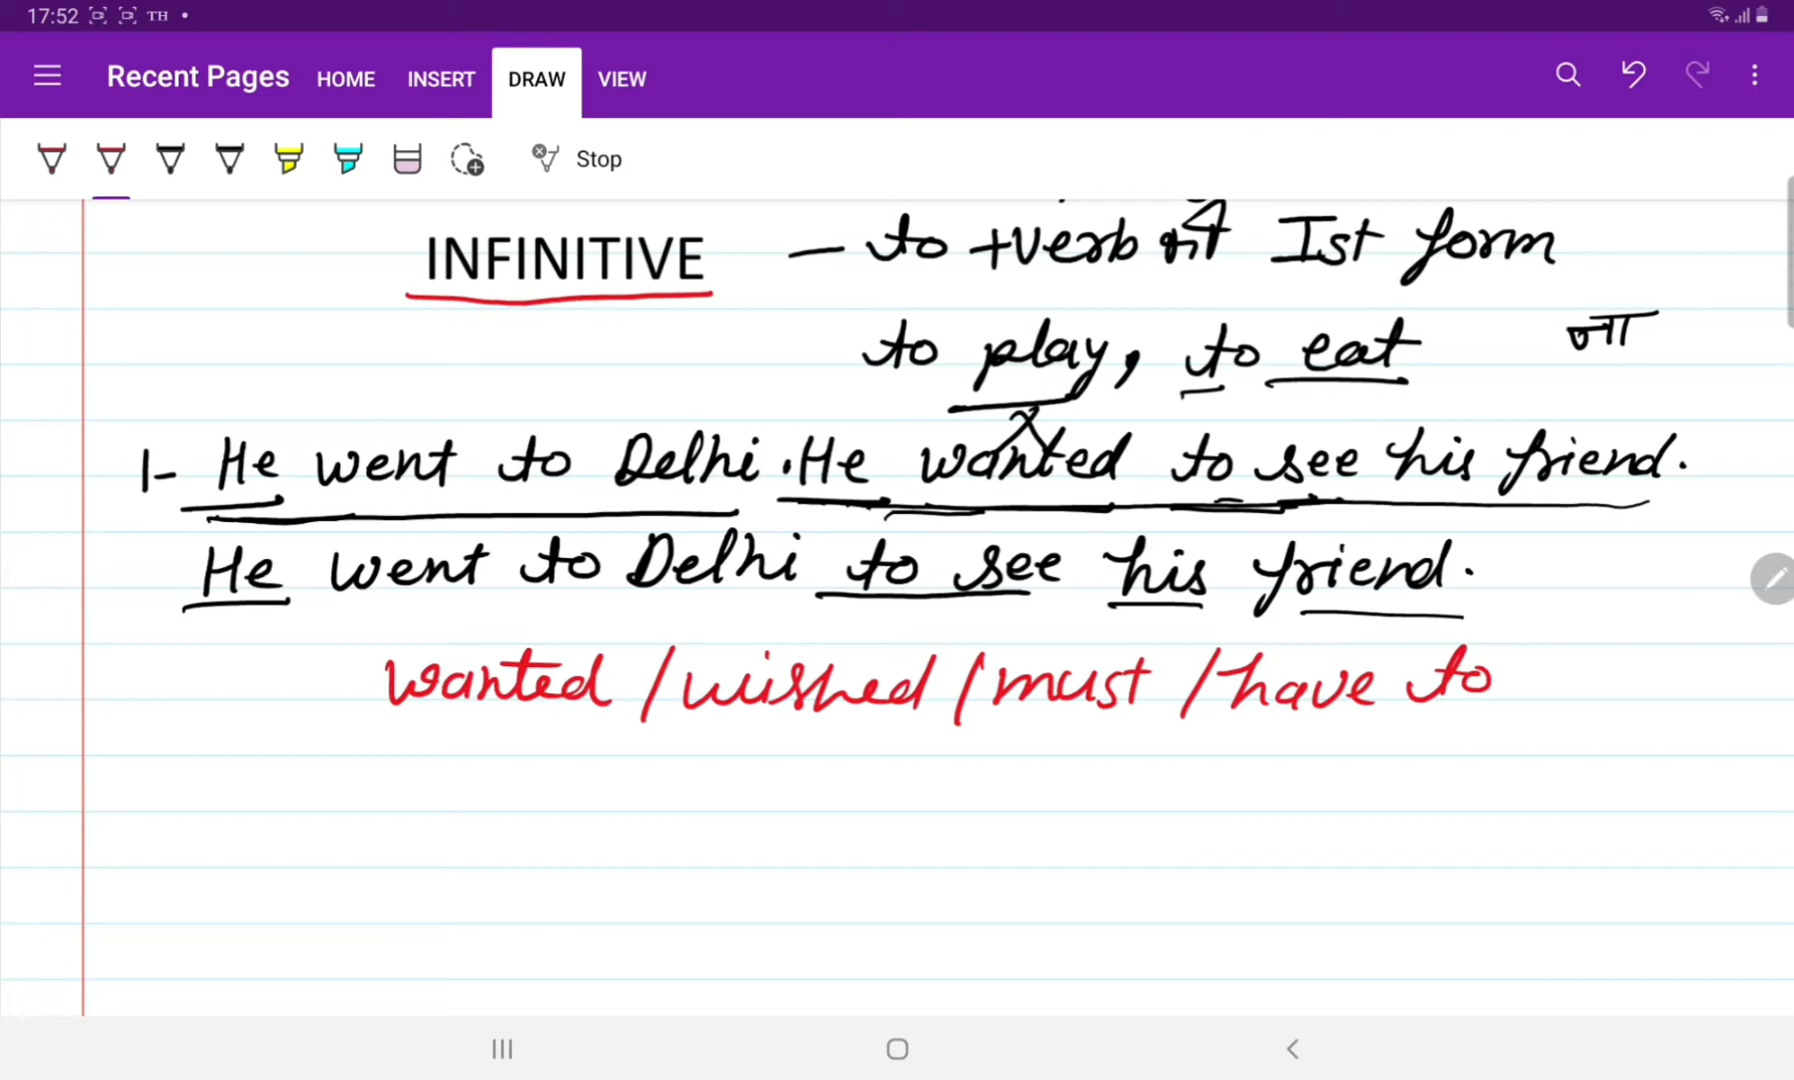 17:52 TH
Recent Pages HOME INSERT DRAW VIEW
Stop
INFINITIVE – to +verb की Ist form
to play, to eat ना
1- He went to Delhi. He wanted to see his friend.
He went to Delhi to see his friend.
wanted / wished / must / have to